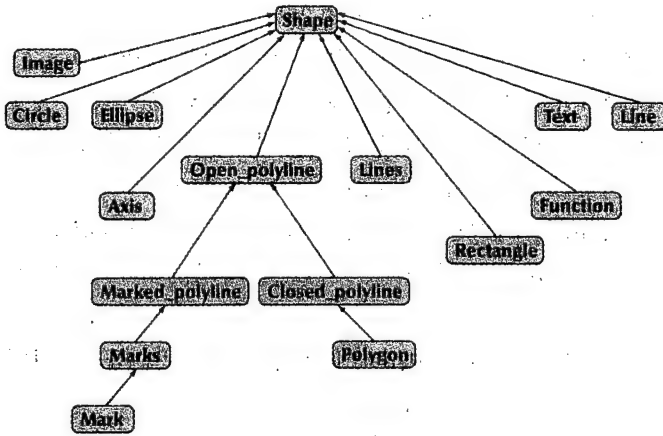 Shape
Image
Circle
Ellipse
Text
Line
Open_polyline
Lines
Axis
Function
Rectangle
Marked_polyline
Closed_polyline
Marks
Polygon
Mark